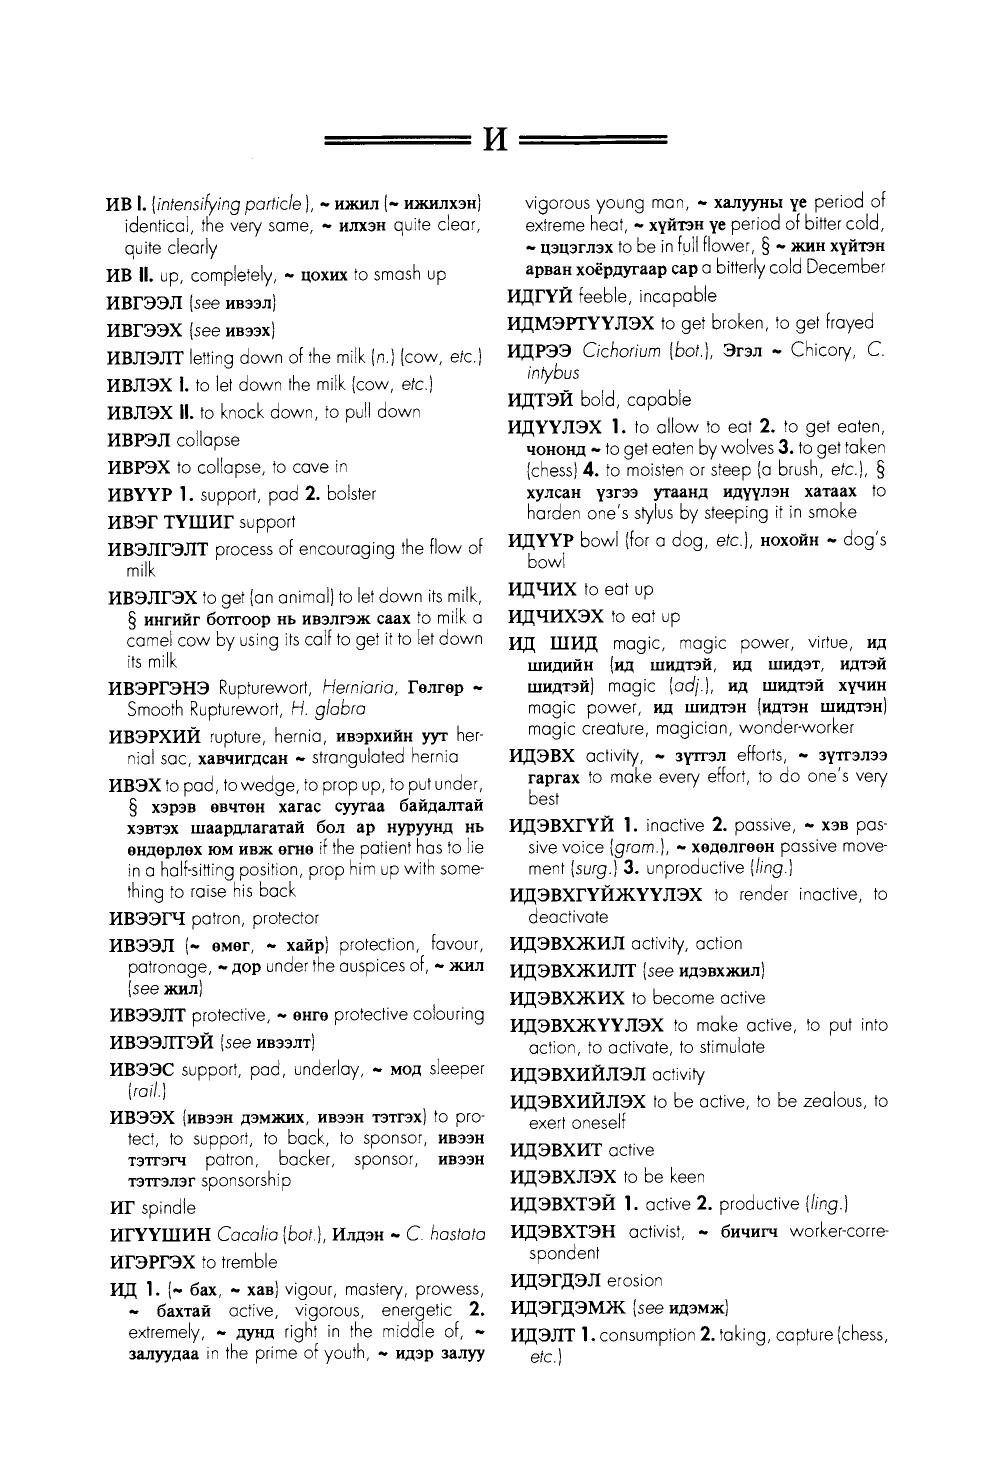 И
ИВ I. (intensifying particle), ~ ижил (~ ижилхэн)
identical, the very same, ~ илхэн quite clear,
quite clearly
ИВ II. up, completely, ~ цохих to smash up
ИВГЭЭЛ (see ивээл)
ИВГЭЭХ (see ивээх)
ИВЛЭЛТ letting down of the milk (n.) (cow, etc.)
ИВЛЭХ I. to let down the milk (cow, etc.)
ИВЛЭХ II. to knock down, to pull down
ИВРЭЛ collapse
ИВРЭХ to collapse, to cave in
ИВҮҮР 1. support, pad 2. bolster
ИВЭГ ТҮШИГ support
ИВЭЛГЭЛТ process of encouraging the flow of
milk
ИВЭЛГЭХ to get (an animal) to let down its milk,
§ ингийг ботгоор нь ивэлгэж саах to milk a
camel cow by using its calf to get it to let down
its milk
ИВЭРГЭНЭ Rupturewort, Herniaria, Гөлгөр ~
Smooth Rupturewort, H. glabra
ИВЭРХИЙ rupture, hernia, ивэрхийн уут her-
nial sac, хавчигдсан ~ strangulated hernia
ИВЭХ to pad, to wedge, to prop up, to put under,
§ хэрэв өвчтөн хагас суугаа байдалтай
хэвтэх шаардлагатай бол ар нуруунд нь
өндөрлөх юм ивж өгнө if the patient has to lie
in a half-sitting position, prop him up with some-
thing to raise his back
ИВЭЭГЧ patron, protector
ИВЭЭЛ (~ өмөг, ~ хайр) protection, favour,
patronage, ~ дор under the auspices of, ~ жил
(see жил)
ИВЭЭЛТ protective, ~ өнгө protective colouring
ИВЭЭЛТЭЙ (see ивээлт)
ИВЭЭС support, pad, underlay, ~ мод sleeper
(rail.)
ИВЭЭХ (ивээн дэмжих, ивээн тэтгэх) to pro-
tect, to support, to back, to sponsor, ивээн
тэтгэгч patron, backer, sponsor, ивээн
тэтгэлэг sponsorship
ИГ spindle
ИГҮҮШИН Cacalia (bot.), Илдэн ~ C. hastata
ИГЭРГЭХ to tremble
ИД 1. (~ бах, ~ хав) vigour, mastery, prowess,
~ бахтай active, vigorous, energetic 2.
extremely, ~ дунд right in the middle of, ~
залуудаа in the prime of youth, ~ идэр залуу
vigorous young man, ~ халууны үе period of
extreme heat, ~ хүйтэн үе period of bitter cold,
~ цэцэглэх to be in full flower, § ~ жин хүйтэн
арван хоёрдугаар сар a bitterly cold December
ИДГҮЙ feeble, incapable
ИДМЭРТҮҮЛЭХ to get broken, to get frayed
ИДРЭЭ Cichorium (bot.), Эгэл ~ Chicory, C.
intybus
ИДТЭЙ bold, capable
ИДҮҮЛЭХ 1. to allow to eat 2. to get eaten,
чононд ~ to get eaten by wolves 3. to get taken
(chess) 4. to moisten or steep (a brush, etc.), §
хулсан үзгээ утаанд идүүлэн хатаах to
harden one's stylus by steeping it in smoke
ИДҮҮР bowl (for a dog, etc.), нохойн ~ dog's
bowl
ИДЧИХ to eat up
ИДЧИХЭХ to eat up
ИД ШИД magic, magic power, virtue, ид
шидийн (ид шидтэй, ид шидэт, идтэй
шидтэй) magic (adj.), ид шидтэй хүчин
magic power, ид шидтэн (идтэн шидтэн)
magic creature, magician, wonder-worker
ИДЭВХ activity, ~ зүтгэл efforts, ~ зүтгэлээ
гаргах to make every effort, to do one's very
best
ИДЭВХГҮЙ 1. inactive 2. passive, ~ хэв pas-
sive voice (gram.), ~ хөдөлгөөн passive move-
ment (surg.) 3. unproductive (ling.)
ИДЭВХГҮЙЖҮҮЛЭХ to render inactive, to
deactivate
ИДЭВХЖИЛ activity, action
ИДЭВХЖИЛТ (see идэвхжил)
ИДЭВХЖИХ to become active
ИДЭВХЖҮҮЛЭХ to make active, to put into
action, to activate, to stimulate
ИДЭВХИЙЛЭЛ activity
ИДЭВХИЙЛЭХ to be active, to be zealous, to
exert oneself
ИДЭВХИТ active
ИДЭВХЛЭХ to be keen
ИДЭВХТЭЙ 1. active 2. productive (ling.)
ИДЭВХТЭН activist, ~ бичигч worker-corre-
spondent
ИДЭГДЭЛ erosion
ИДЭГДЭМЖ (see идэмж)
ИДЭЛТ 1. consumption 2. taking, capture (chess,
etc.)